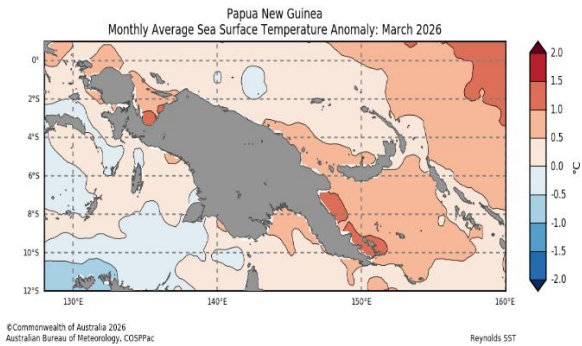 Papua New Guinea
Monthly Average Sea Surface Temperature Anomaly: March 2026
0°
2°S
4°S
6°S
8°S
10°S
12°S
130°E
140°E
150°E
160°E
2.0
1.5
1.0
0.5
0.0
-0.5
-1.0
-1.5
-2.0
°C
©Commonwealth of Australia 2026
Australian Bureau of Meteorology, COSPPac
Reynolds SST